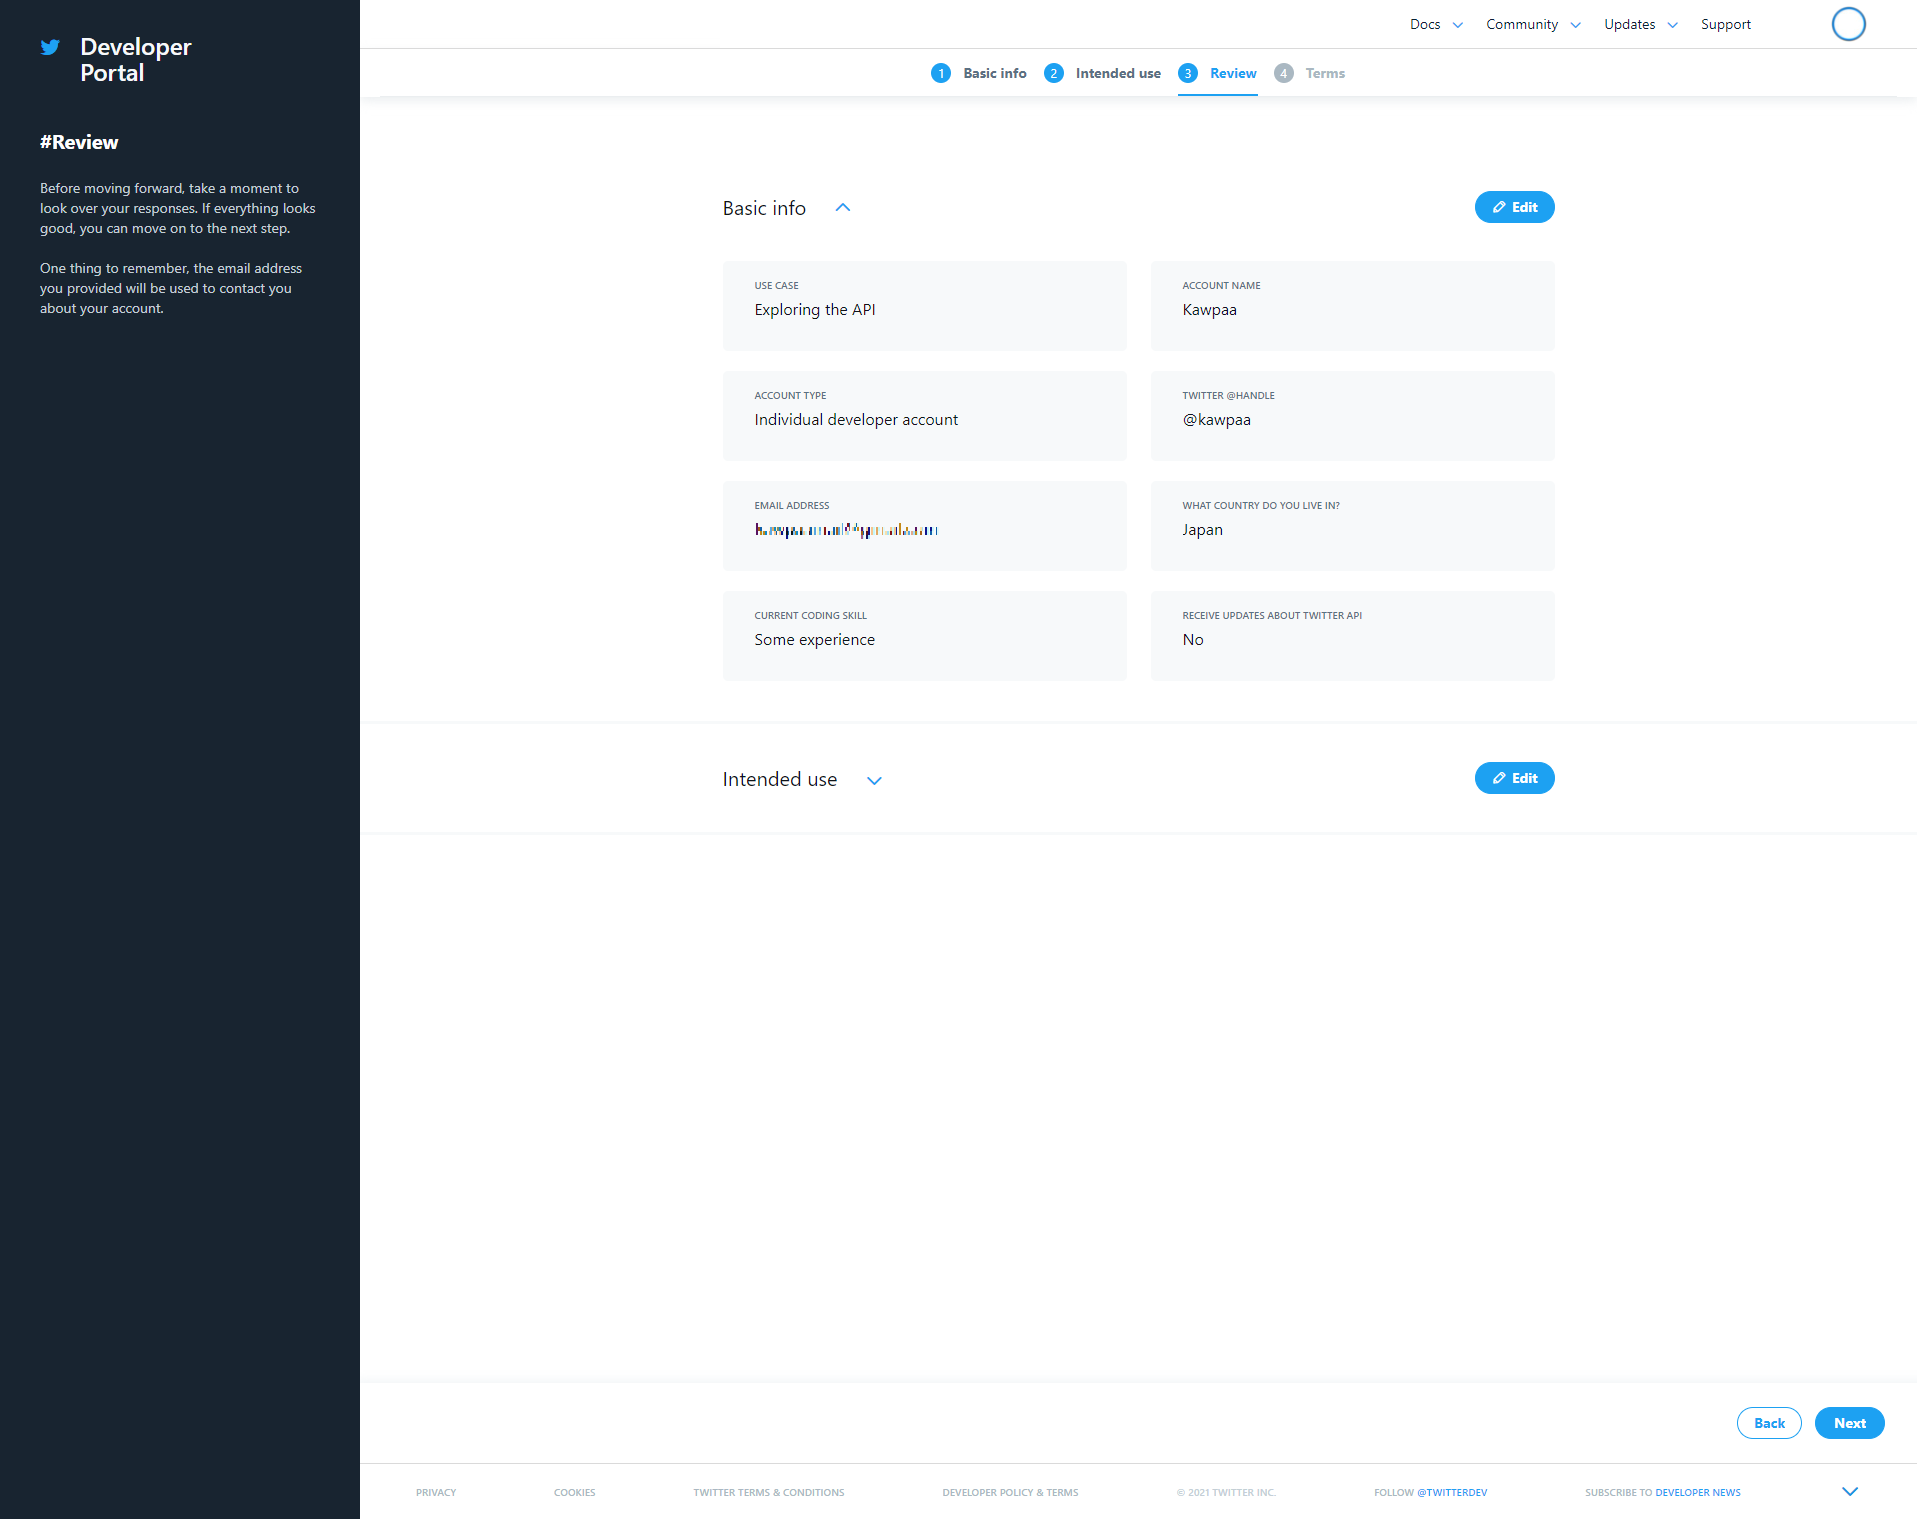 Developer
Portal
#Review
Before moving forward, take a moment to
look over your responses. If everything looks
good, you can move on to the next step.
One thing to remember, the email address
you provided will be used to contact you
about your account.
Docs Community Updates Support
1 Basic info 2 Intended use 3 Review 4 Terms
Basic info
Edit
USE CASE
Exploring the API
ACCOUNT NAME
Kawpaa
ACCOUNT TYPE
Individual developer account
TWITTER @HANDLE
@kawpaa
EMAIL ADDRESS
WHAT COUNTRY DO YOU LIVE IN?
Japan
CURRENT CODING SKILL
Some experience
RECEIVE UPDATES ABOUT TWITTER API
No
Intended use
Edit
Back Next
PRIVACY COOKIES TWITTER TERMS & CONDITIONS DEVELOPER POLICY & TERMS © 2021 TWITTER INC. FOLLOW @TWITTERDEV SUBSCRIBE TO DEVELOPER NEWS